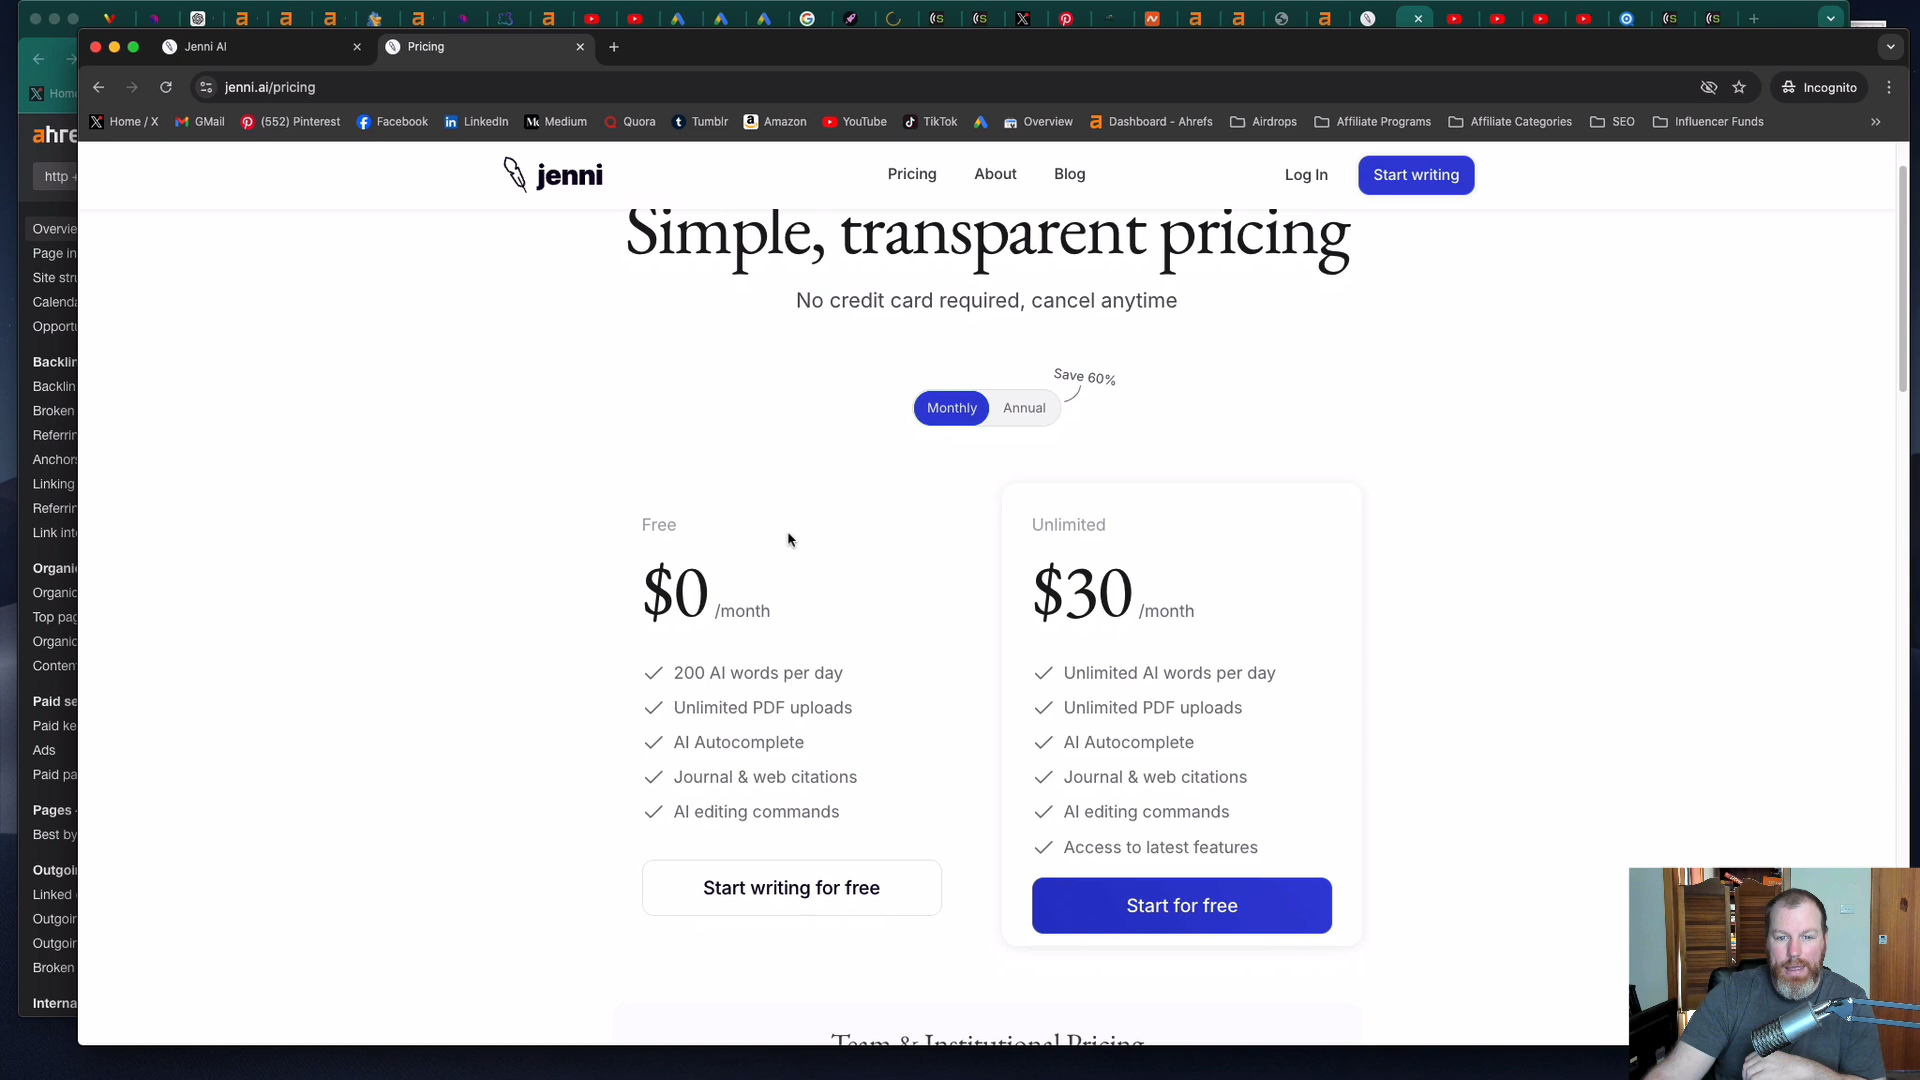 Jenni AI
Pricing
jenni.ai/pricing
Incognito
Home / X
GMail
(552) Pinterest
Facebook
LinkedIn
Medium
Quora
Tumblr
Amazon
YouTube
TikTok
Overview
Dashboard - Ahrefs
Airdrops
Affiliate Programs
Affiliate Categories
SEO
Influencer Funds
jenni
Pricing
About
Blog
Log In
Start writing
Simple, transparent pricing
No credit card required, cancel anytime
Save 60%
Monthly
Annual
Free
$0 /month
200 AI words per day
Unlimited PDF uploads
AI Autocomplete
Journal & web citations
AI editing commands
Start writing for free
Unlimited
$30 /month
Unlimited AI words per day
Unlimited PDF uploads
AI Autocomplete
Journal & web citations
AI editing commands
Access to latest features
Start for free
Team & Institutional Pricing
http +
Ads